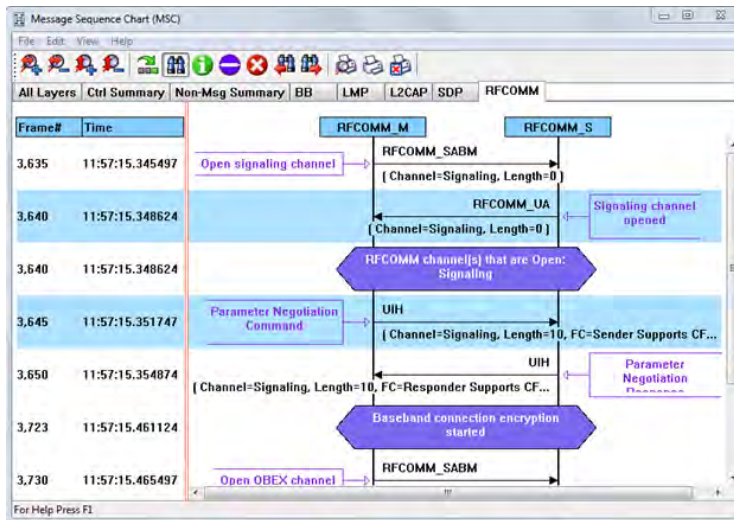 Message Sequence Chart (MSC)
File Edit View Help
All Layers Ctrl Summary Non-Msg Summary BB LMP L2CAP SDP RFCOMM
Frame# Time RFCOMM_M RFCOMM_S
RFCOMM_SABM
3,635 11:57:15.345497 Open signaling channel
( Channel=Signaling, Length=0 )
RFCOMM_UA Signaling channel
3,640 11:57:15.348624 opened
( Channel=Signaling, Length=0 )
RFCOMM channel(s) that are Open:
3,640 11:57:15.348624 Signaling
Parameter Negotiation UIH
3,645 11:57:15.351747 Command
( Channel=Signaling, Length=10, FC=Sender Supports CF...
UIH Parameter
3,650 11:57:15.354874 Negotiation
( Channel=Signaling, Length=10, FC=Responder Supports CF...
Baseband connection encryption
3,723 11:57:15.461124 started
RFCOMM_SABM
3,730 11:57:15.465497 Open OBEX channel
For Help Press F1